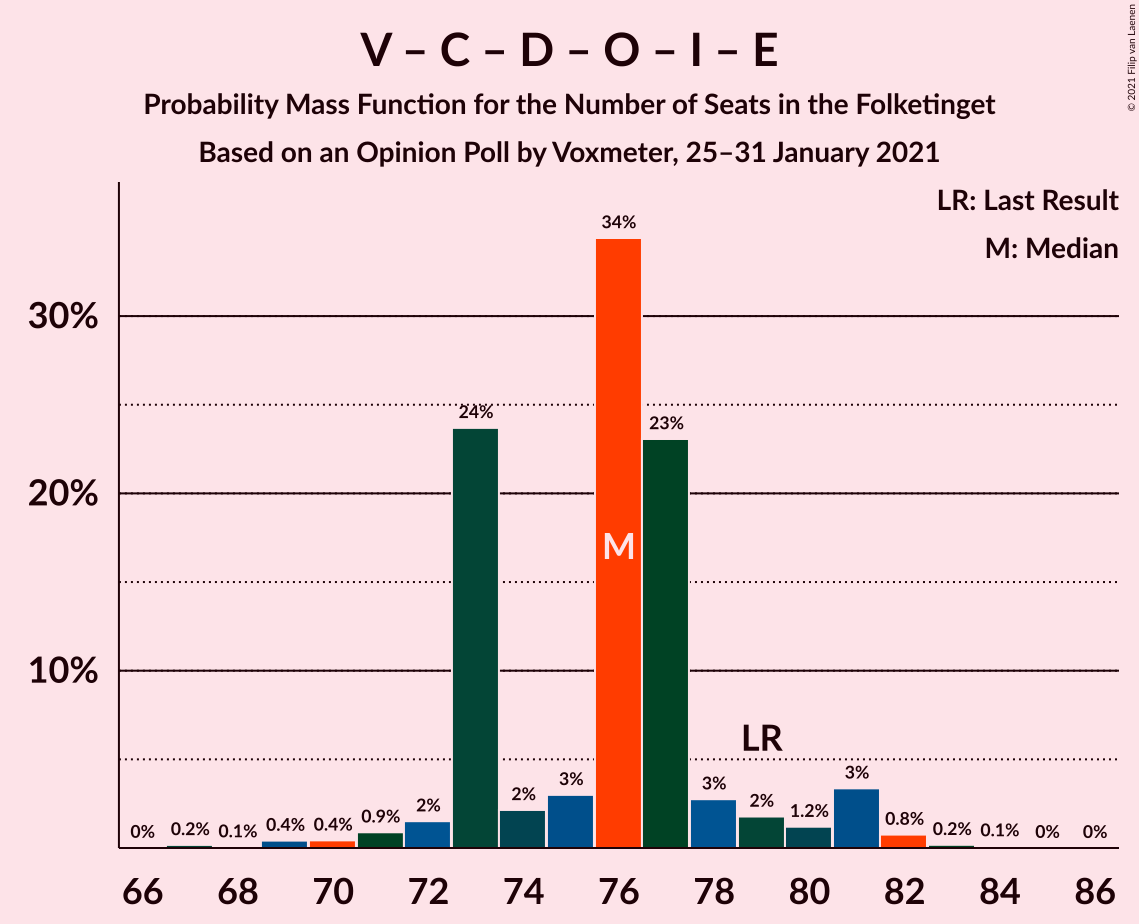 V – C – D – O – I – E
Probability Mass Function for the Number of Seats in the Folketinget
Based on an Opinion Poll by Voxmeter, 25–31 January 2021
© 2021 Filip van Laenen
LR: Last Result
M: Median
30%
20%
10%
0%
0.2%
0.1%
0.4%
0.4%
0.9%
2%
24%
2%
3%
34%
M
23%
3%
LR
2%
1.2%
3%
0.8%
0.2%
0.1%
0%
0%
66 68 70 72 74 76 78 80 82 84 86